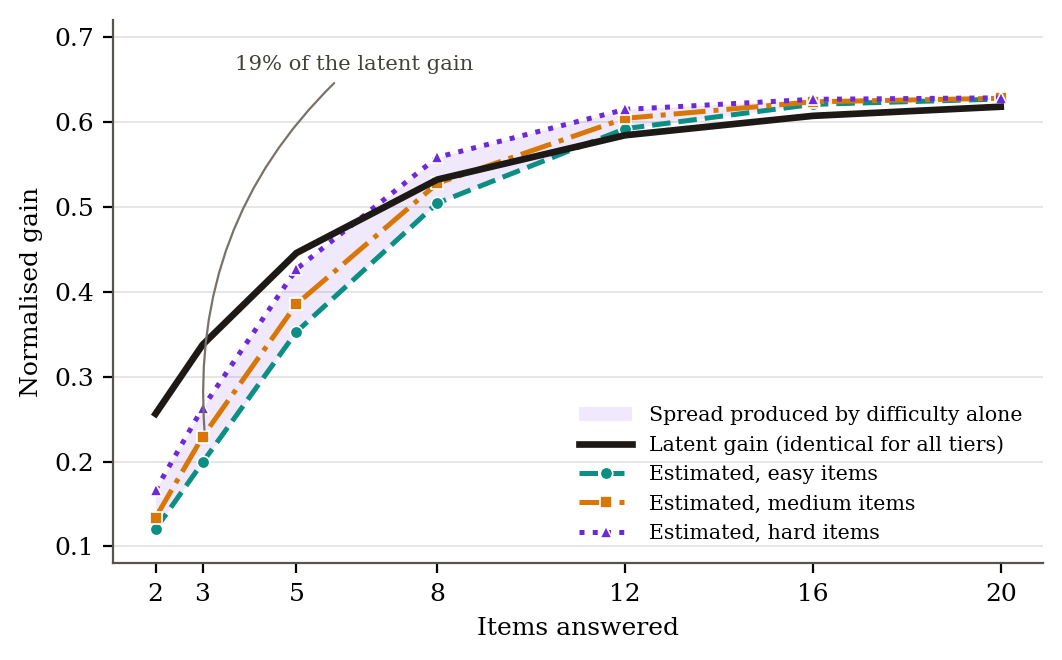 19% of the latent gain
Normalised gain
0.7
0.6
0.5
0.4
0.3
0.2
0.1
Spread produced by difficulty alone
Latent gain (identical for all tiers)
Estimated, easy items
Estimated, medium items
Estimated, hard items
2 3 5 8 12 16 20
Items answered